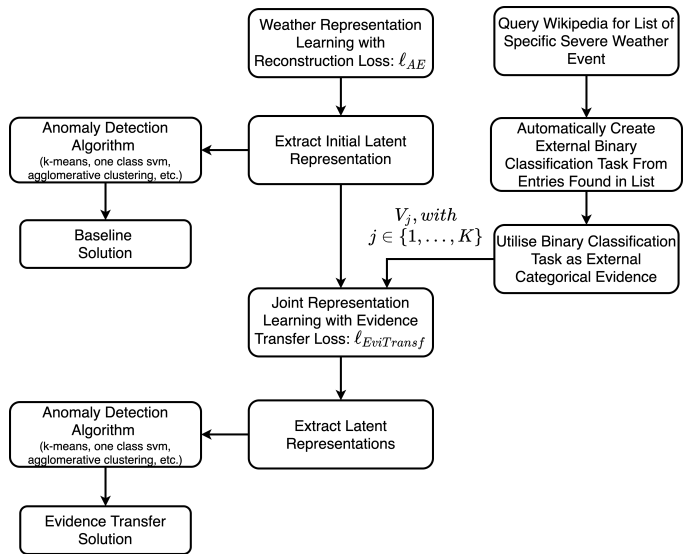 Weather Representation
Learning with
Reconstruction Loss: ℓ_AE
Query Wikipedia for List of
Specific Severe Weather
Event
Anomaly Detection
Algorithm
(k-means, one class svm,
agglomerative clustering, etc.)
Extract Initial Latent
Representation
Automatically Create
External Binary
Classification Task From
Entries Found in List
Baseline
Solution
V_j, with
j ∈ {1, . . . , K}
Utilise Binary Classification
Task as External
Categorical Evidence
Joint Representation
Learning with Evidence
Transfer Loss: ℓ_EviTransf
Anomaly Detection
Algorithm
(k-means, one class svm,
agglomerative clustering, etc.)
Extract Latent
Representations
Evidence Transfer
Solution